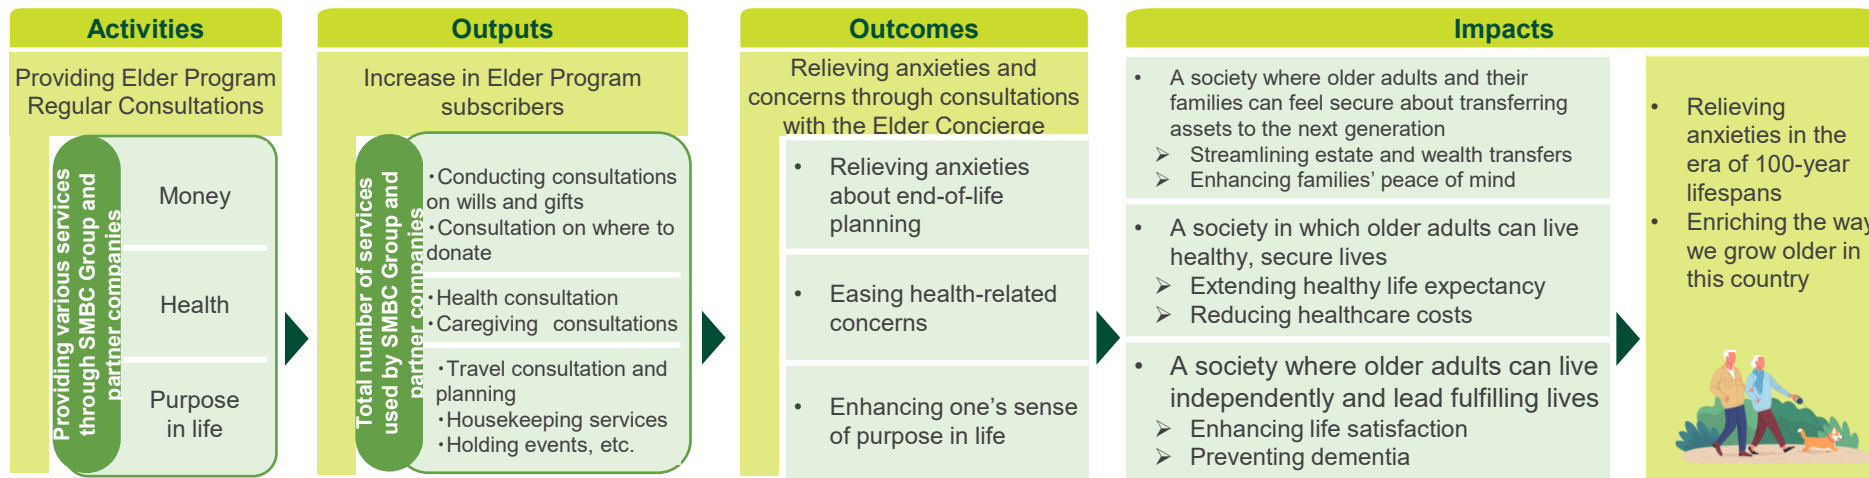 Activities
Providing Elder Program
Regular Consultations
Providing various services
through SMBC Group and
partner companies
Money
Health
Purpose
in life
Outputs
Increase in Elder Program
subscribers
Total number of services
used by SMBC Group and
partner companies
・Conducting consultations
on wills and gifts
・Consultation on where to
donate
・Health consultation
・Caregiving consultations
・Travel consultation and
planning
・Housekeeping services
・Holding events, etc.
Outcomes
Relieving anxieties and
concerns through consultations
with the Elder Concierge
• Relieving anxieties
about end-of-life
planning
• Easing health-related
concerns
• Enhancing one's sense
of purpose in life
Impacts
• A society where older adults and their
families can feel secure about transferring
assets to the next generation
➢ Streamlining estate and wealth transfers
➢ Enhancing families' peace of mind
• A society in which older adults can live
healthy, secure lives
➢ Extending healthy life expectancy
➢ Reducing healthcare costs
• A society where older adults can live
independently and lead fulfilling lives
➢ Enhancing life satisfaction
➢ Preventing dementia
• Relieving
anxieties in the
era of 100-year
lifespans
• Enriching the way
we grow older in
this country